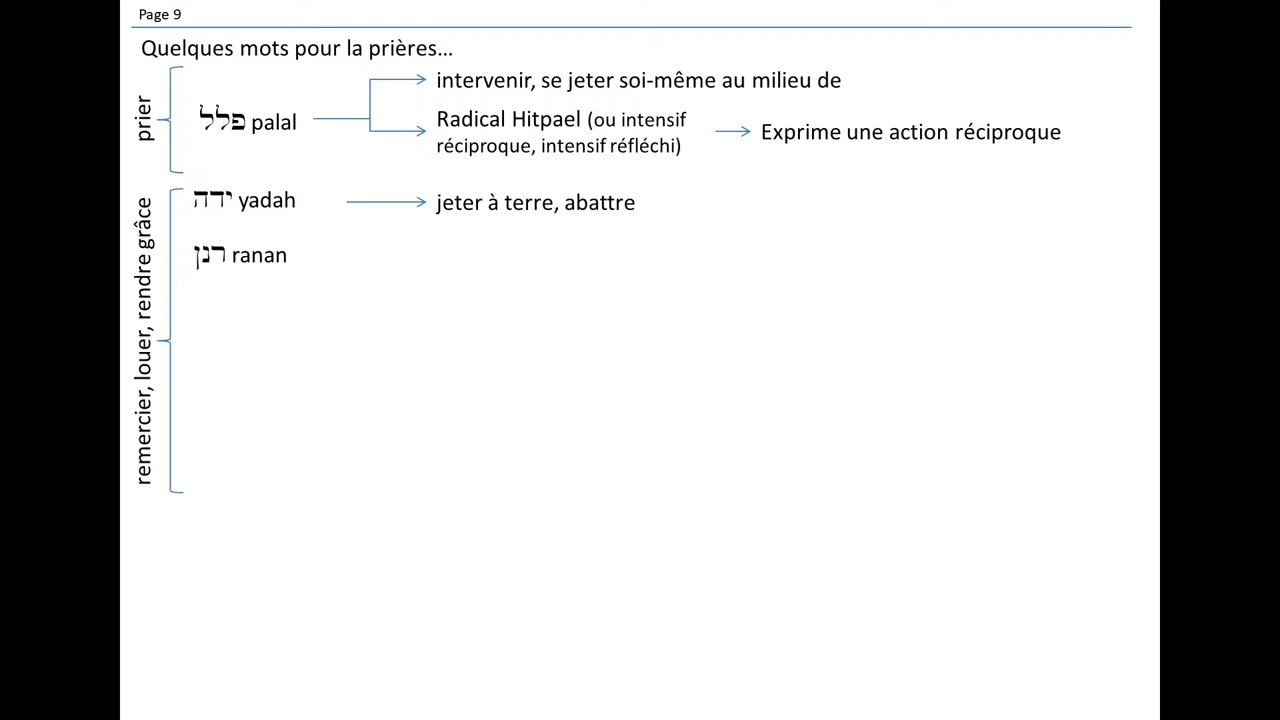 Page 9
Quelques mots pour la prières...
prier
פלל palal
intervenir, se jeter soi-même au milieu de
Radical Hitpael (ou intensif
réciproque, intensif réfléchi)
Exprime une action réciproque
remercier, louer, rendre grâce
ידה yadah
jeter à terre, abattre
רנן ranan